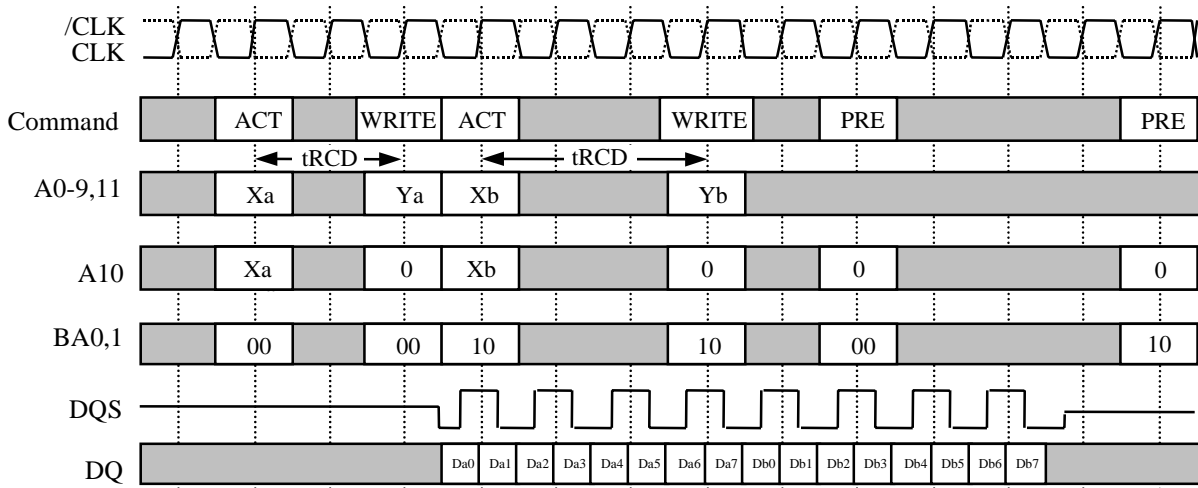 /CLK
CLK
Command ACT WRITE ACT WRITE PRE PRE
tRCD tRCD
A0-9,11 Xa Ya Xb Yb
A10 Xa 0 Xb 0 0 0
BA0,1 00 00 10 10 00 10
DQS
DQ Da0 Da1 Da2 Da3 Da4 Da5 Da6 Da7 Db0 Db1 Db2 Db3 Db4 Db5 Db6 Db7